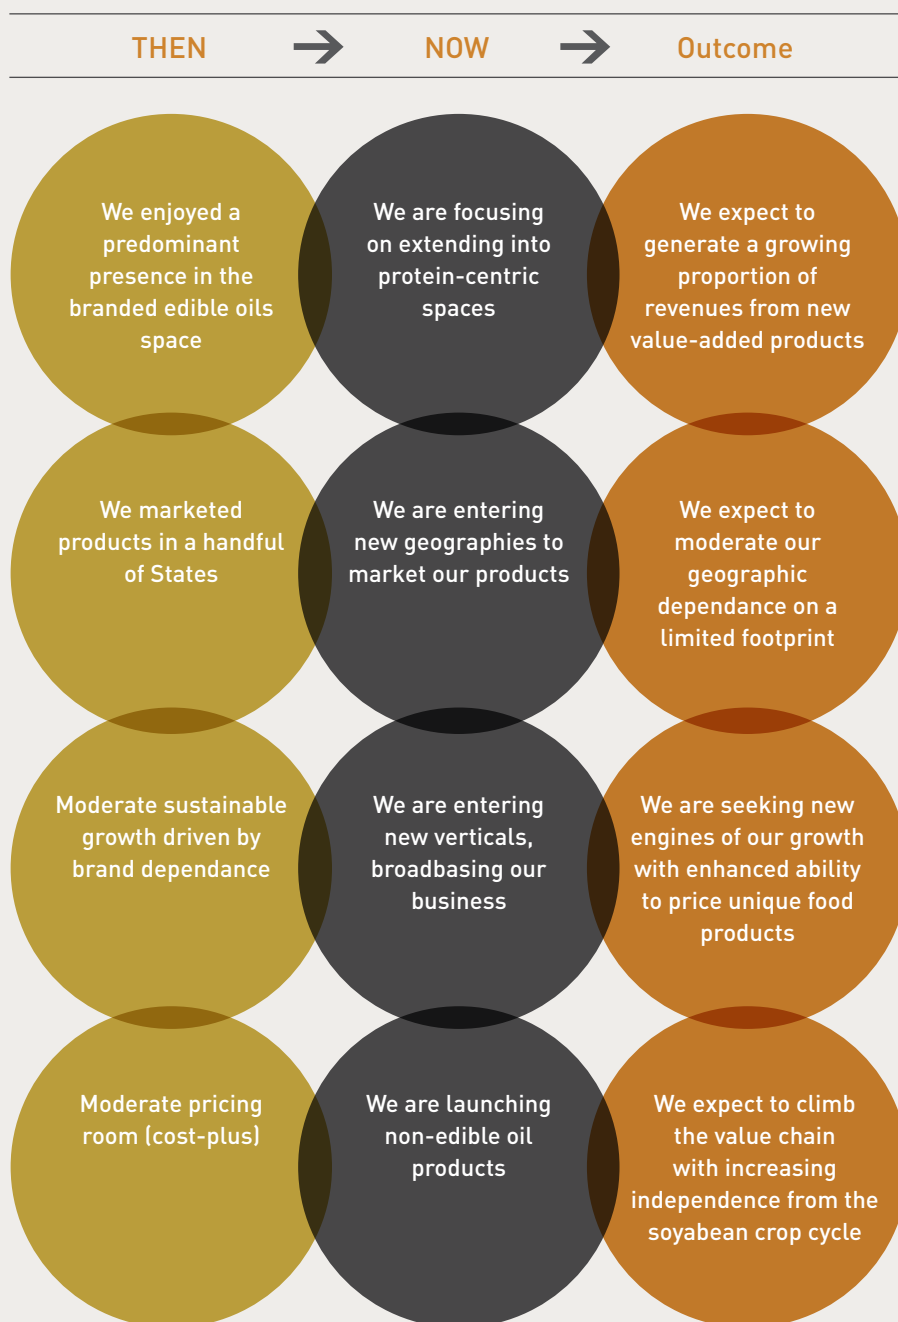 THEN → NOW → Outcome
We enjoyed a
predominant
presence in the
branded edible oils
space
We are focusing
on extending into
protein-centric
spaces
We expect to
generate a growing
proportion of
revenues from new
value-added products
We marketed
products in a handful
of States
We are entering
new geographies to
market our products
We expect to
moderate our
geographic
dependance on a
limited footprint
Moderate sustainable
growth driven by
brand dependance
We are entering
new verticals,
broadbasing our
business
We are seeking new
engines of our growth
with enhanced ability
to price unique food
products
Moderate pricing
room (cost-plus)
We are launching
non-edible oil
products
We expect to climb
the value chain
with increasing
independence from the
soyabean crop cycle